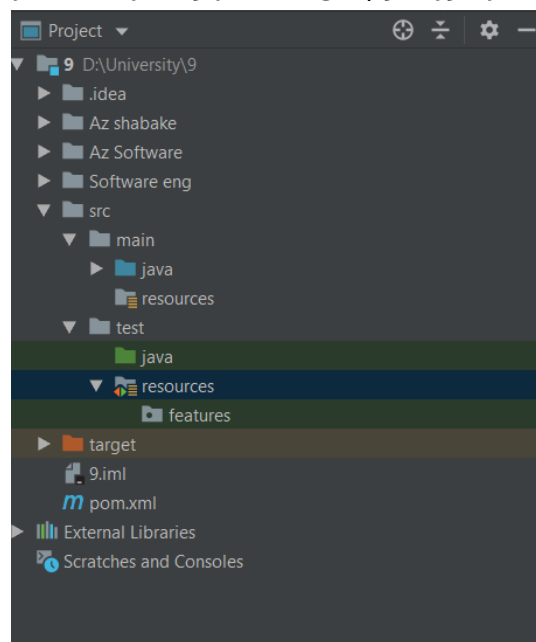 Project
9 D:\University\9
.idea
Az shabake
Az Software
Software eng
src
main
java
resources
test
java
resources
features
target
9.iml
m pom.xml
External Libraries
Scratches and Consoles